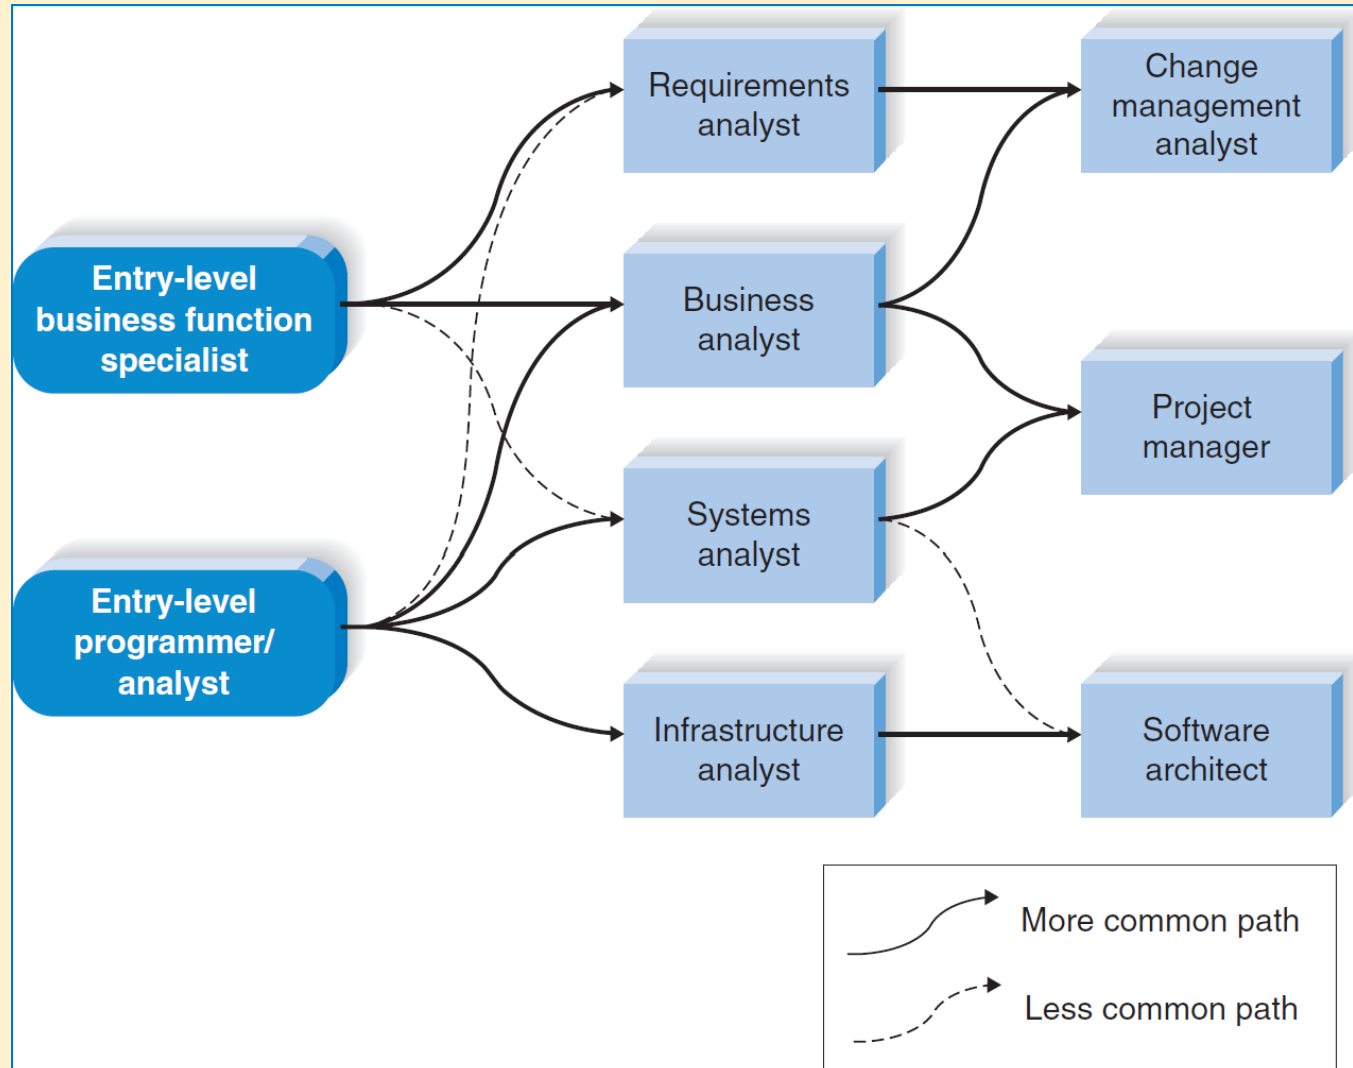 Requirements
analyst
Change
management
analyst
Entry-level
business function
specialist
Business
analyst
Project
manager
Systems
analyst
Entry-level
programmer/
analyst
Infrastructure
analyst
Software
architect
More common path
Less common path